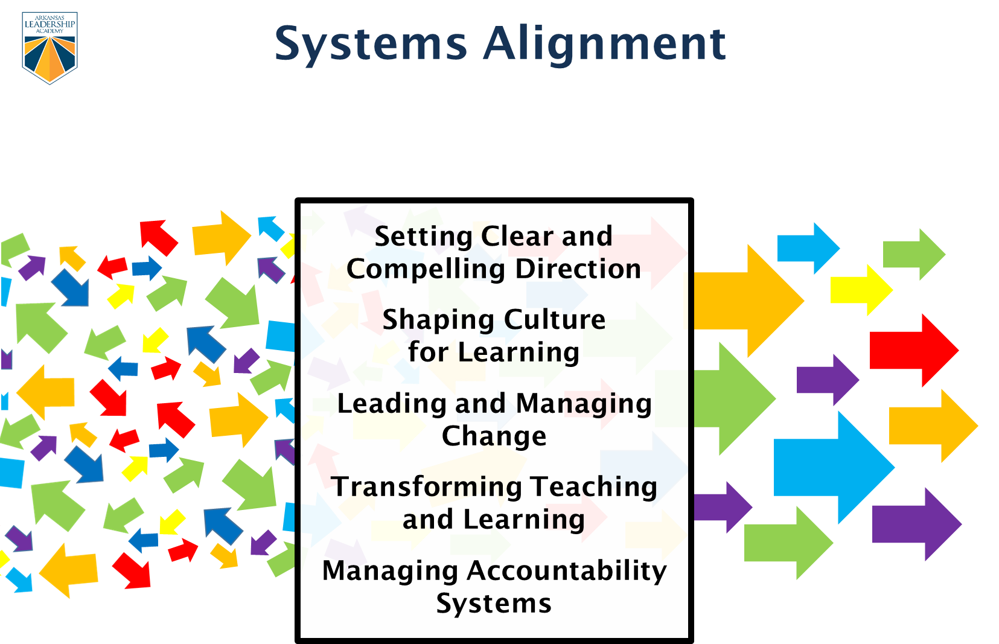 ARKANSAS
LEADERSHIP
ACADEMY
Systems Alignment
Setting Clear and
Compelling Direction
Shaping Culture
for Learning
Leading and Managing
Change
Transforming Teaching
and Learning
Managing Accountability
Systems